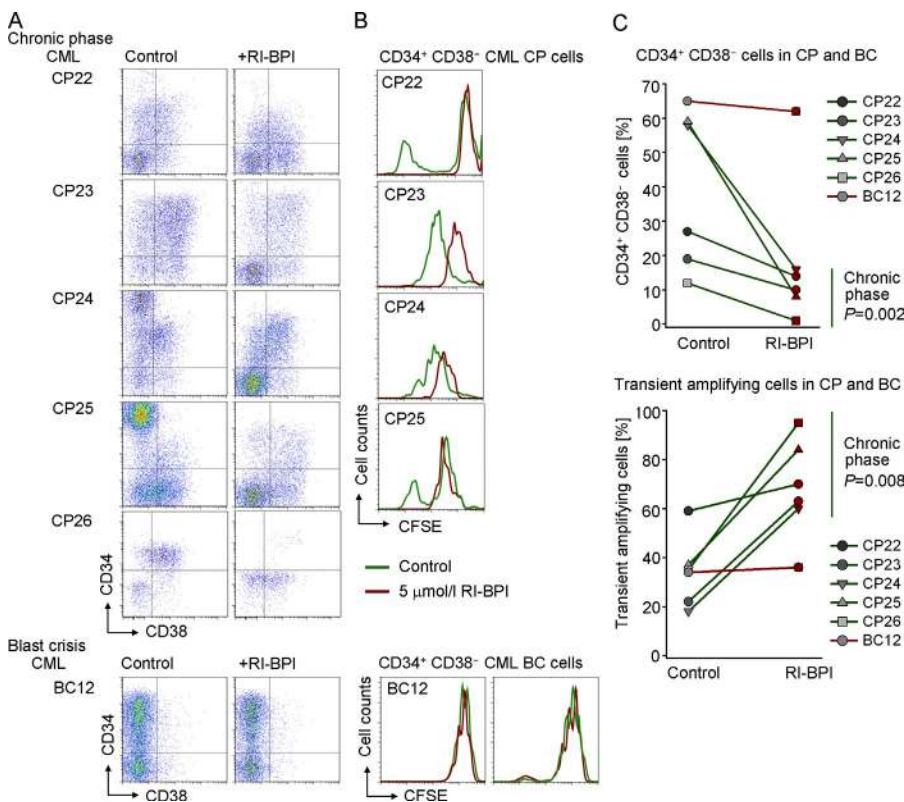 A
Chronic phase
CML
Control
+RI-BPI
CP22
CP23
CP24
CP25
CP26
CD34
CD38
Blast crisis
CML
Control
+RI-BPI
BC12
CD34
CD38
B
CD34⁺ CD38⁻ CML CP cells
CP22
CP23
CP24
CP25
Cell counts
CFSE
Control
5 μmol/l RI-BPI
CD34⁺ CD38⁻ CML BC cells
BC12
Cell counts
CFSE
C
CD34⁺ CD38⁻ cells in CP and BC
CD34⁺ CD38⁻ cells [%]
70
60
50
40
30
20
10
0
Control
RI-BPI
CP22
CP23
CP24
CP25
CP26
BC12
Chronic
phase
P=0.002
Transient amplifying cells in CP and BC
Transient amplifying cells [%]
100
80
60
40
20
0
Control
RI-BPI
Chronic
phase
P=0.008
CP22
CP23
CP24
CP25
CP26
BC12